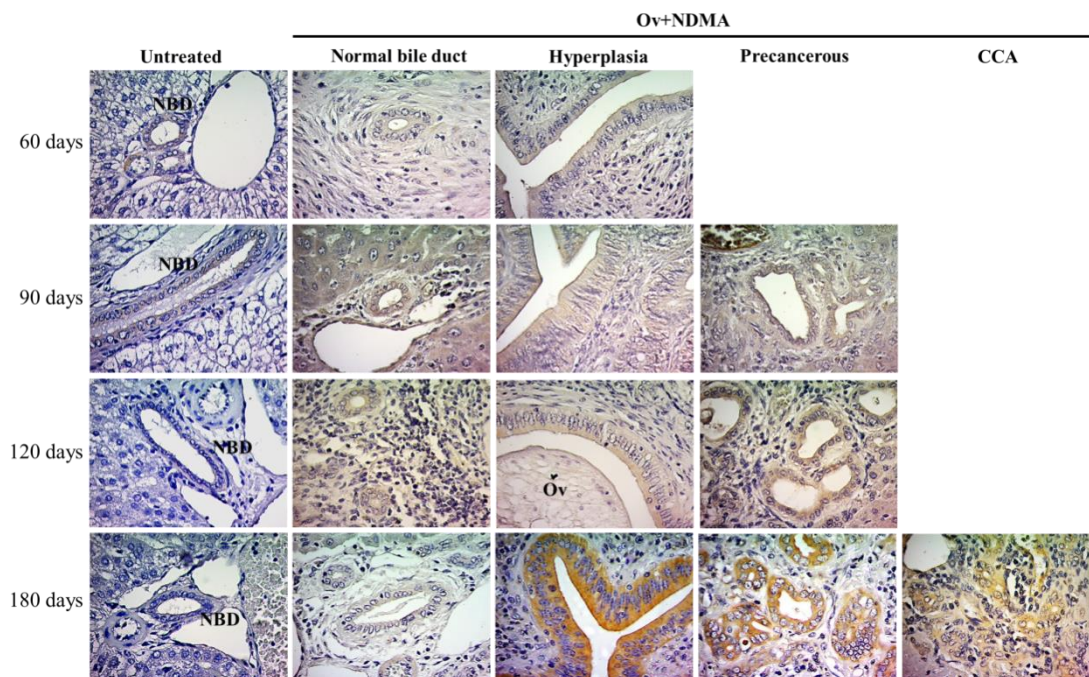 Ov+NDMA
Untreated Normal bile duct Hyperplasia Precancerous CCA
60 days NBD
90 days NBD
120 days NBD Ov
180 days NBD